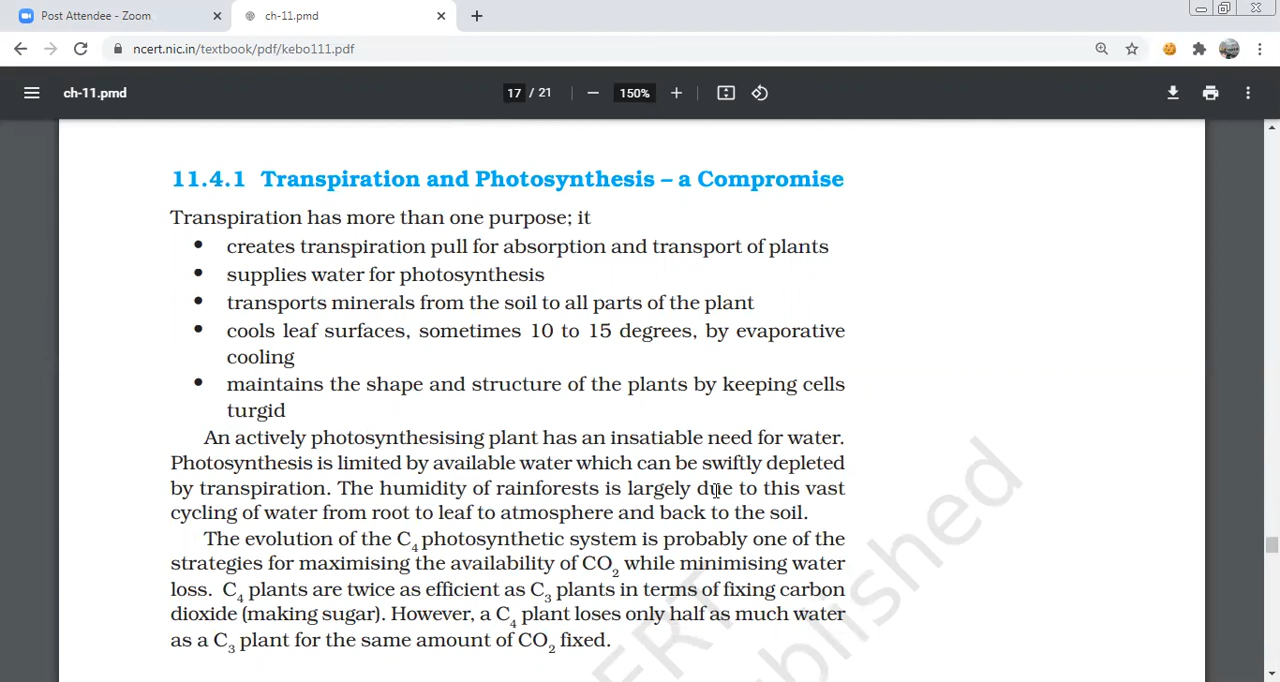 Post Attendee - Zoom
ch-11.pmd
ncert.nic.in/textbook/pdf/kebo111.pdf
ch-11.pmd
17 / 21
150%
11.4.1 Transpiration and Photosynthesis – a Compromise
Transpiration has more than one purpose; it
• creates transpiration pull for absorption and transport of plants
• supplies water for photosynthesis
• transports minerals from the soil to all parts of the plant
• cools leaf surfaces, sometimes 10 to 15 degrees, by evaporative
cooling
• maintains the shape and structure of the plants by keeping cells
turgid
An actively photosynthesising plant has an insatiable need for water.
Photosynthesis is limited by available water which can be swiftly depleted
by transpiration. The humidity of rainforests is largely due to this vast
cycling of water from root to leaf to atmosphere and back to the soil.
The evolution of the C₄ photosynthetic system is probably one of the
strategies for maximising the availability of CO₂ while minimising water
loss. C₄ plants are twice as efficient as C₃ plants in terms of fixing carbon
dioxide (making sugar). However, a C₄ plant loses only half as much water
as a C₃ plant for the same amount of CO₂ fixed.